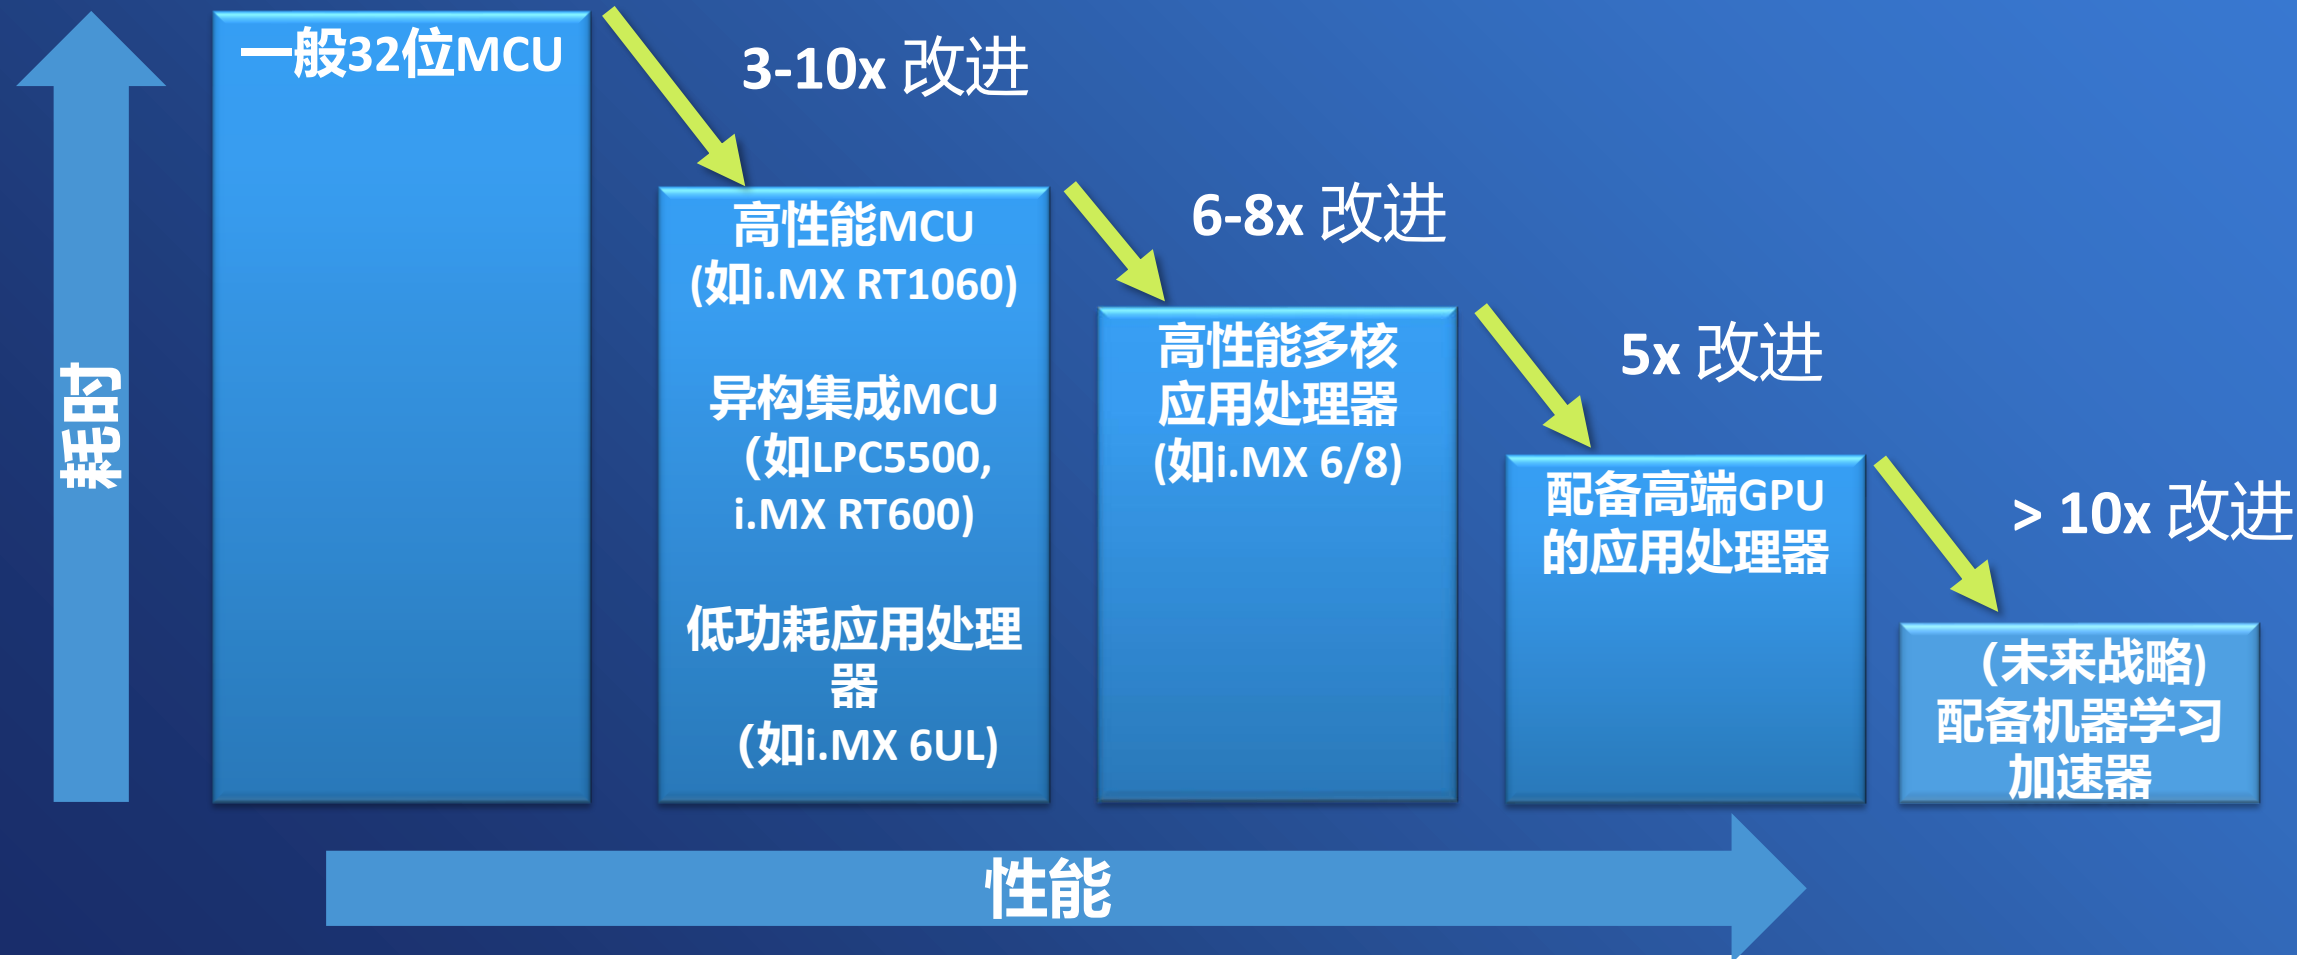 一般32位MCU
3-10x 改进
高性能MCU
(如i.MX RT1060)
异构集成MCU
（如LPC5500,
i.MX RT600)
低功耗应用处理
器
（如i.MX 6UL)
6-8x 改进
高性能多核
应用处理器
(如i.MX 6/8)
5x 改进
配备高端GPU
的应用处理器
> 10x 改进
（未来战略)
配备机器学习
加速器
耗时
性能